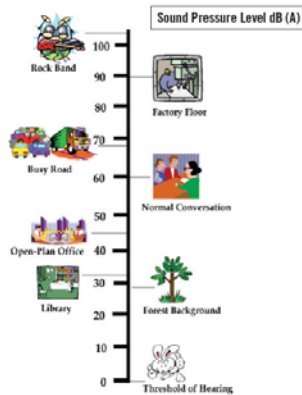 Sound Pressure Level dB (A)
100
Rock Band
90
Factory Floor
80
70
Busy Road
60
Normal Conversation
50
Open-Plan Office
40
Library
30
Forest Background
20
10
0
Threshold of Hearing